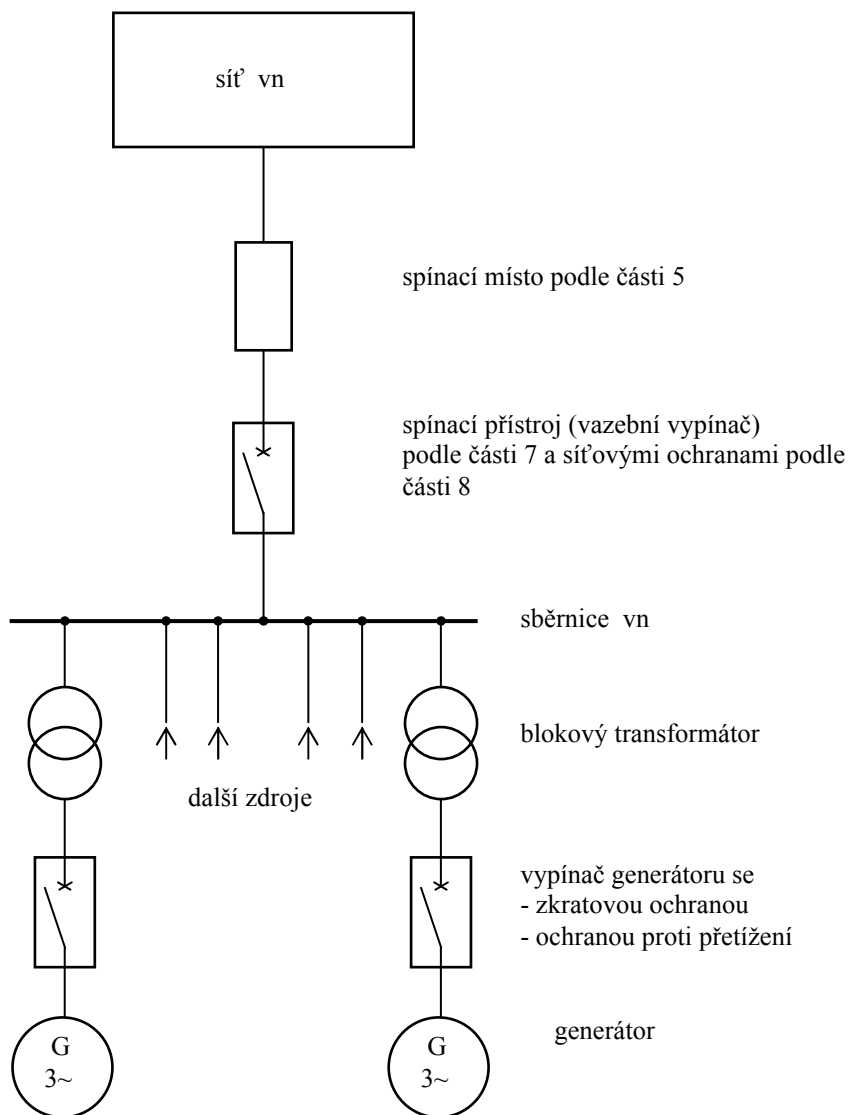 síť vn
spínací místo podle části 5
spínací přístroj (vazební vypínač)
podle části 7 a síťovými ochranami podle
části 8
sběrnice vn
blokový transformátor
další zdroje
vypínač generátoru se
- zkratovou ochranou
- ochranou proti přetížení
generátor
G
3~
G
3~